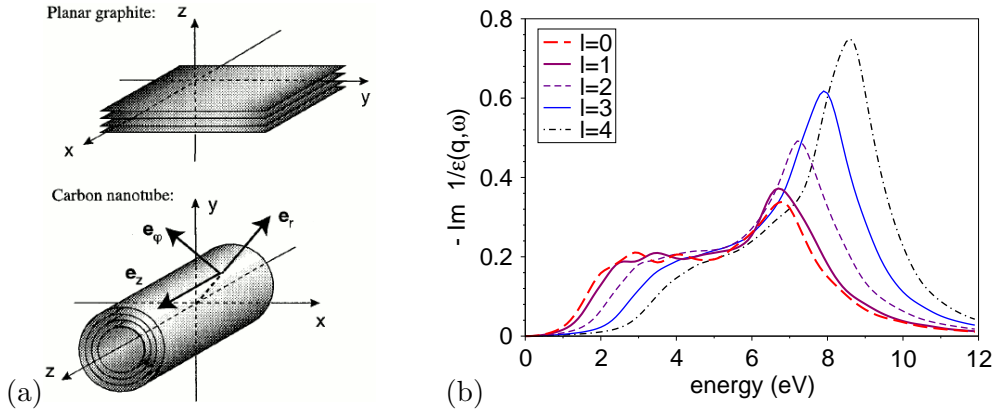 Planar graphite:
z
y
x
Carbon nanotube:
y
e_r
e_φ
e_z
x
z
(a)
- Im 1/ε(q,ω)
0.8
0.6
0.4
0.2
0
l=0
l=1
l=2
l=3
l=4
0 2 4 6 8 10 12
energy (eV)
(b)